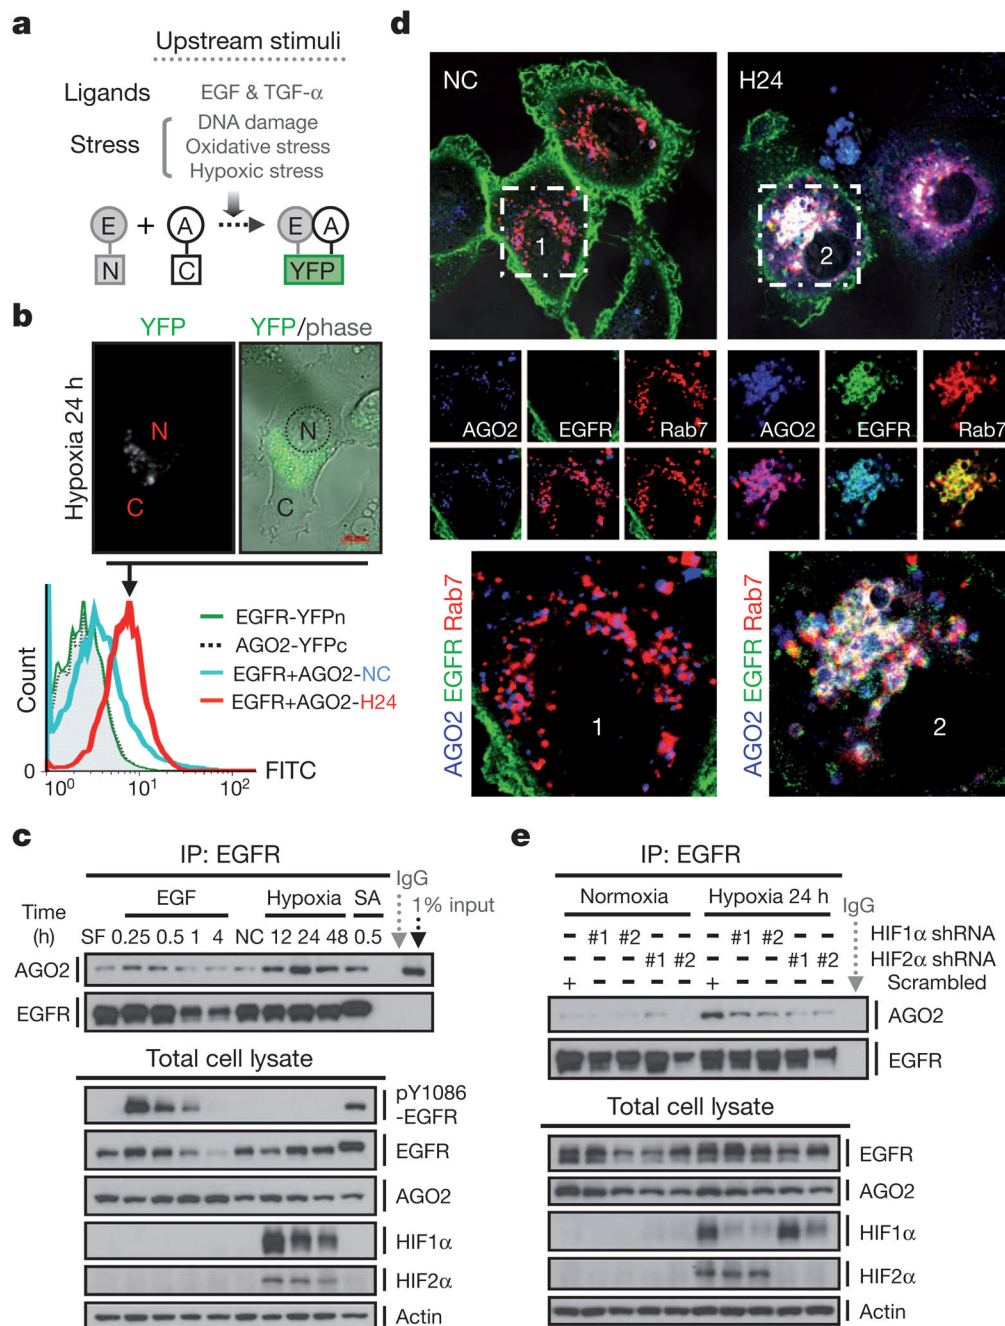 a
Upstream stimuli
Ligands
EGF & TGF-α
Stress
DNA damage
Oxidative stress
Hypoxic stress
E + A E A
N C YFP
b
YFP YFP/phase
Hypoxia 24 h
N
C
N
C
Count
0
10⁰ 10¹ 10²
FITC
EGFR-YFPn
AGO2-YFPc
EGFR+AGO2-NC
EGFR+AGO2-H24
c
IP: EGFR
IgG
EGF Hypoxia SA 1% input
Time
(h) SF 0.25 0.5 1 4 NC 12 24 48 0.5
AGO2
EGFR
Total cell lysate
pY1086
-EGFR
EGFR
AGO2
HIF1α
HIF2α
Actin
d
NC
1
H24
2
AGO2 EGFR Rab7
AGO2 EGFR Rab7
AGO2 EGFR Rab7
1
AGO2 EGFR Rab7
2
e
IP: EGFR
Normoxia Hypoxia 24 h IgG
– #1 #2 – – – #1 #2 – – HIF1α shRNA
– – – #1 #2 – – – #1 #2 HIF2α shRNA
+ – – – – + – – – – Scrambled
AGO2
EGFR
Total cell lysate
EGFR
AGO2
HIF1α
HIF2α
Actin